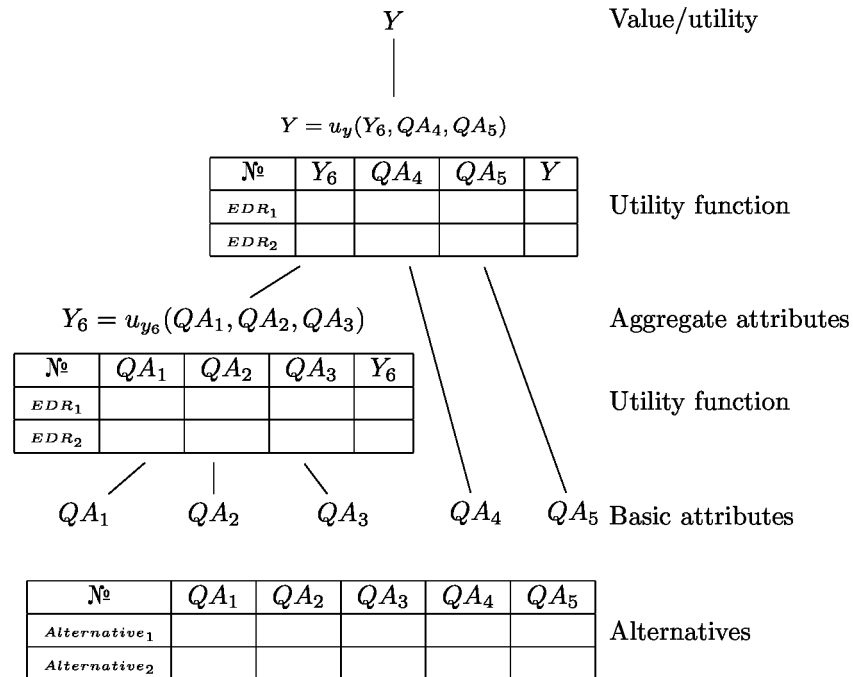 Y Value/utility
Y = u_y(Y_6, QA_4, QA_5)
№ Y_6 QA_4 QA_5 Y
EDR_1 Utility function
EDR_2
Y_6 = u_{y_6}(QA_1, QA_2, QA_3) Aggregate attributes
№ QA_1 QA_2 QA_3 Y_6
EDR_1 Utility function
EDR_2
QA_1 QA_2 QA_3 QA_4 QA_5 Basic attributes
№ QA_1 QA_2 QA_3 QA_4 QA_5
Alternative_1 Alternatives
Alternative_2